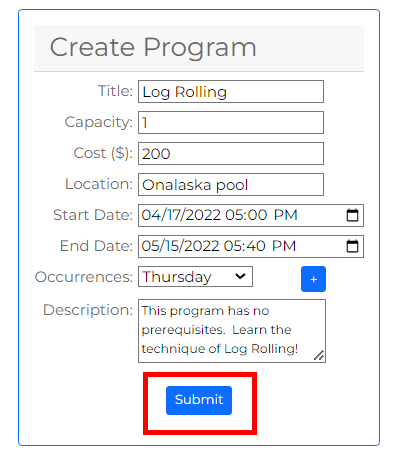 Create Program
Title: Log Rolling
Capacity: 1
Cost ($): 200
Location: Onalaska pool
Start Date: 04/17/2022 05:00 PM
End Date: 05/15/2022 05:40 PM
Occurrences: Thursday +
Description: This program has no
prerequisites. Learn the
technique of Log Rolling!
Submit